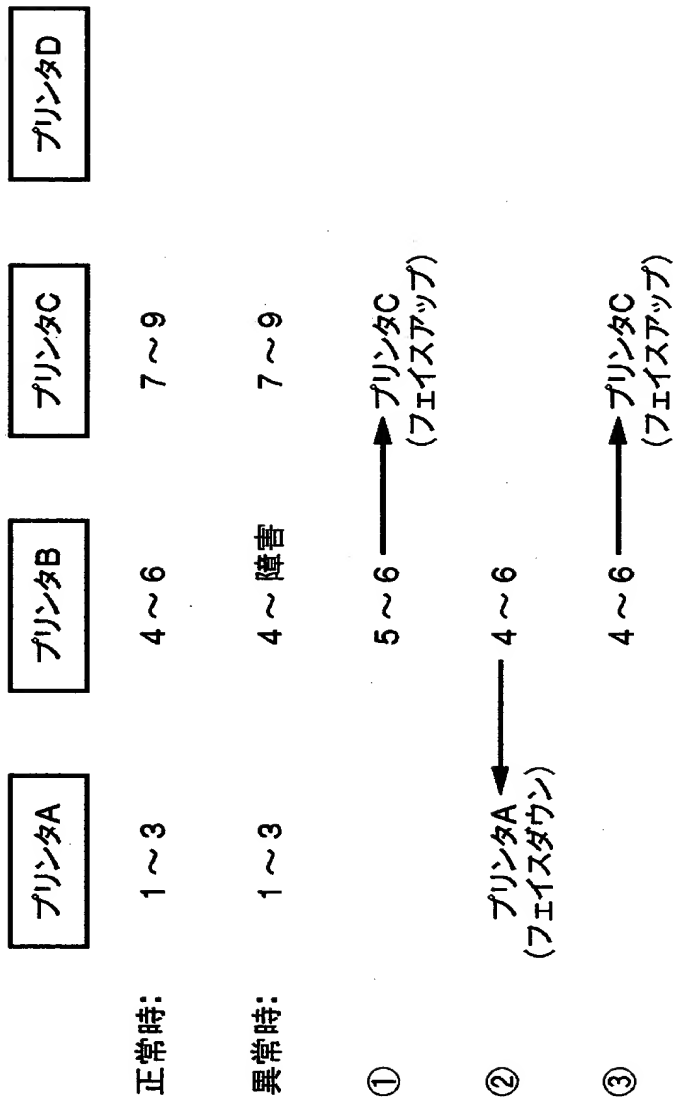 プリンタA プリンタB プリンタC プリンタD
正常時: 1～3 4～6 7～9
異常時: 1～3 4～障害 7～9
① 5～6 プリンタC
(フェイスアップ)
② プリンタA 4～6
(フェイスダウン)
③ 4～6 プリンタC
(フェイスアップ)